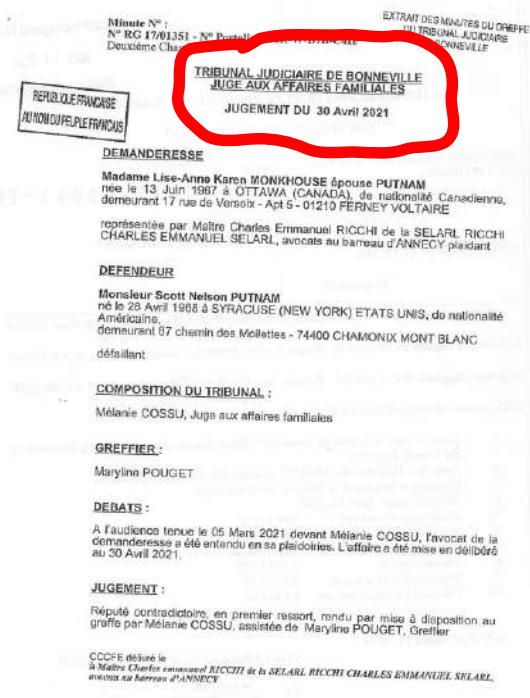 EXTRAIT DES MINUTES DU GREFFE
DU TRIBUNAL JUDICIAIRE
BONNEVILLE
Minute N° :
N° RG 17/01351 - N° Portalis
Deuxième
TRIBUNAL JUDICIAIRE DE BONNEVILLE
JUGE AUX AFFAIRES FAMILIALES
JUGEMENT DU 30 Avril 2021
REPUBLIQUE FRANCAISE
AU NOM DU PEUPLE FRANCAIS
DEMANDERESSE
Madame Lise-Anne Karen MONKHOUSE épouse PUTNAM
née le 13 Juin 1967 à OTTAWA (CANADA), de nationalité Canadienne,
demeurant 17 rue de Versoix - Apt 5 - 01210 FERNEY VOLTAIRE
représentée par Maître Charles Emmanuel RICCHI de la SELARL RICCHI
CHARLES EMMANUEL SELARL, avocats au barreau d'ANNECY plaidant
DEFENDEUR
Monsieur Scott Nelson PUTNAM
né le 28 Avril 1968 à SYRACUSE (NEW YORK) ETATS UNIS, de nationalité
Américaine,
demeurant 87 chemin des Mollettes - 74400 CHAMONIX MONT BLANC
défaillant
COMPOSITION DU TRIBUNAL :
Mélanie COSSU, Juge aux affaires familiales
GREFFIER :
Maryline POUGET
DEBATS :
A l'audience tenue le 05 Mars 2021 devant Mélanie COSSU, l'avocat de la
demanderesse a été entendu en sa plaidoiries. L'affaire a été mise en délibéré
au 30 Avril 2021.
JUGEMENT :
Réputé contradictoire, en premier ressort, rendu par mise à disposition au
greffe par Mélanie COSSU, assistée de Maryline POUGET, Greffier
CCCFE délivré le
à Maître Charles emmanuel RICCHI de la SELARL RICCHI CHARLES EMMANUEL SELARL,
avocats au barreau d'ANNECY